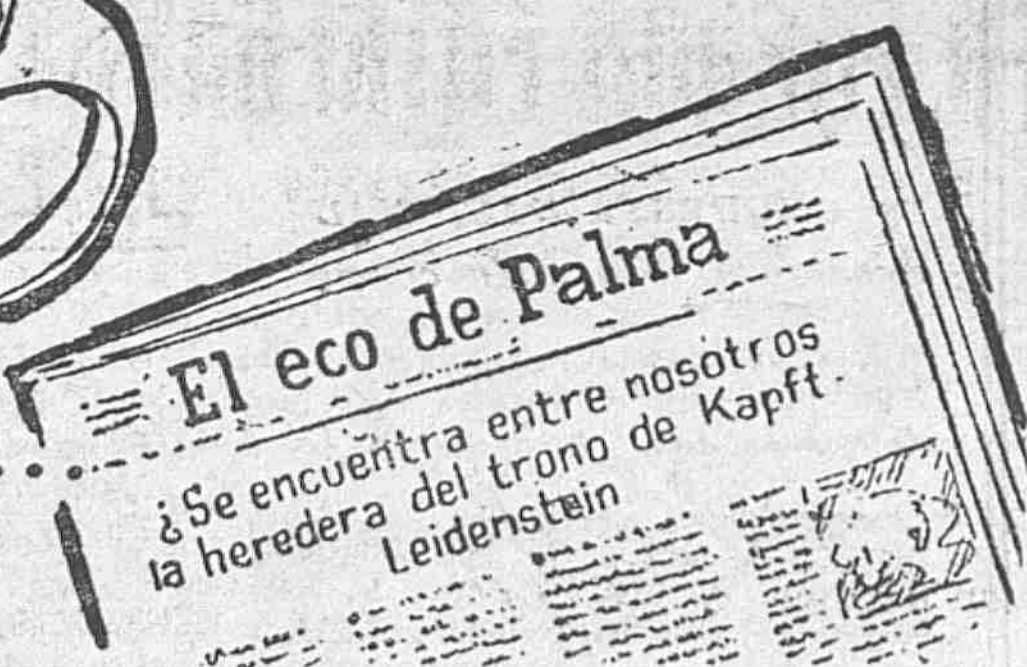 El eco de Palma
¿Se encuentra entre nosotros
la heredera del trono de Kapft-
Leidenstein